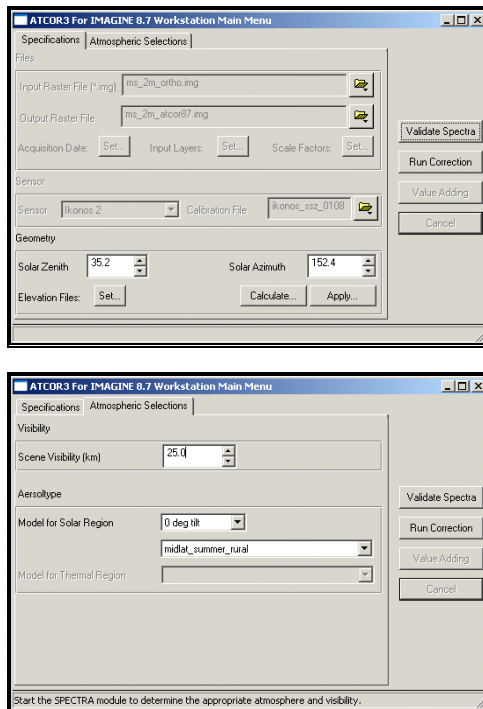 ATCOR3 For IMAGINE 8.7 Workstation Main Menu
Specifications Atmospheric Selections
Files
Input Raster File (*.img) ms_2m_ortho.img
Output Raster File ms_2m_atcor87.img
Validate Spectra
Acquisition Date: Set... Input Layers: Set... Scale Factors: Set...
Run Correction
Sensor
Value Adding
Sensor Ikonos 2 Calibration File ikonos_ssz_0108
Cancel
Geometry
Solar Zenith 35.2 Solar Azimuth 152.4
Elevation Files: Set... Calculate... Apply...
ATCOR3 For IMAGINE 8.7 Workstation Main Menu
Specifications Atmospheric Selections
Visibility
Scene Visibility (km) 25.0
Aersoltype
Validate Spectra
Model for Solar Region 0 deg tilt
Run Correction
midlat_summer_rural
Value Adding
Model for Thermal Region
Cancel
Start the SPECTRA module to determine the appropriate atmosphere and visibility.